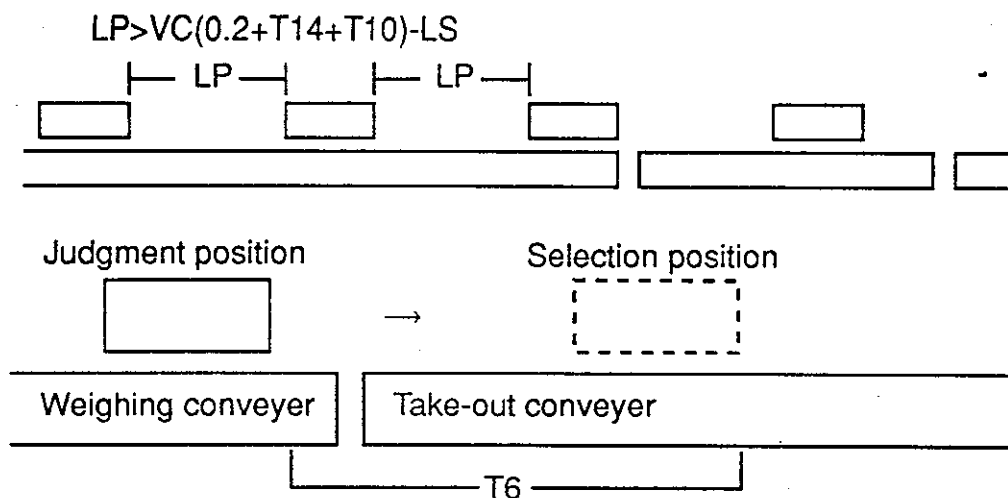 LP>VC(0.2+T14+T10)-LS
LP LP
Judgment position Selection position
Weighing conveyer Take-out conveyer
T6